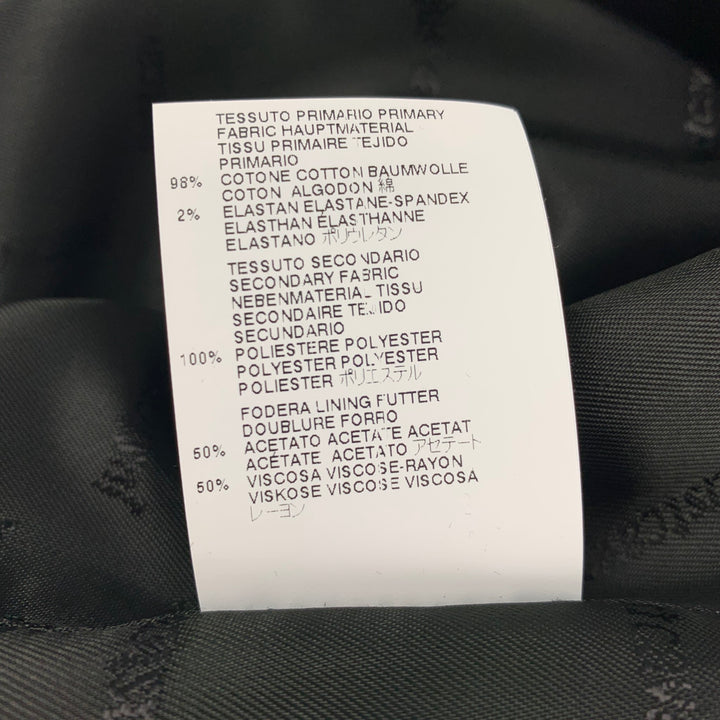 TESSUTO PRIMARIO PRIMARY
FABRIC HAUPTMATERIAL
TISSU PRIMAIRE TEJIDO
PRIMARIO
98% COTONE COTTON BAUMWOLLE
COTON ALGODON 綿
2% ELASTAN ELASTANE-SPANDEX
ELASTHAN ÉLASTHANNE
ELASTANO ポリウレタン
TESSUTO SECONDARIO
SECONDARY FABRIC
NEBENMATERIAL TISSU
SECONDAIRE TEJIDO
SECUNDARIO
100% POLIESTERE POLYESTER
POLYESTER POLYESTER
POLIESTER ポリエステル
FODERA LINING FUTTER
DOUBLURE FORRO
50% ACETATO ACETATE ACETAT
ACÉTATE ACETATO アセテート
50% VISCOSA VISCOSE-RAYON
VISKOSE VISCOSE VISCOSA
レーヨン